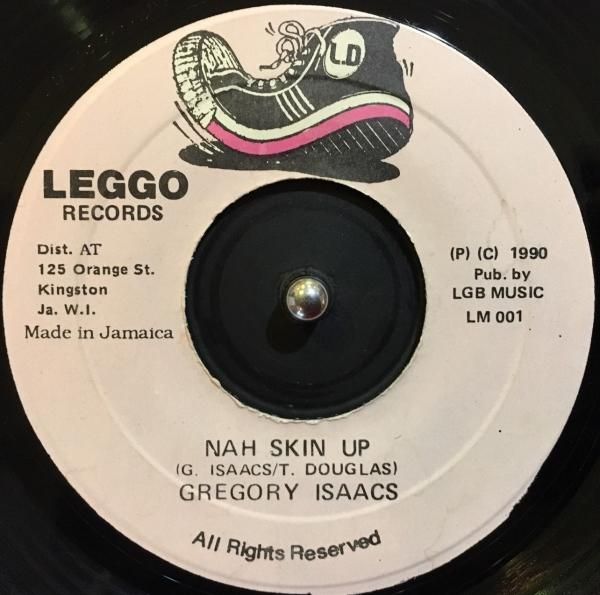 L.D
LEGGO
RECORDS
Dist. AT
125 Orange St.
Kingston
Ja. W.I.
Made in Jamaica
(P) (C) 1990
Pub. by
LGB MUSIC
LM 001
NAH SKIN UP
(G. ISAACS/T. DOUGLAS)
GREGORY ISAACS
All Rights Reserved